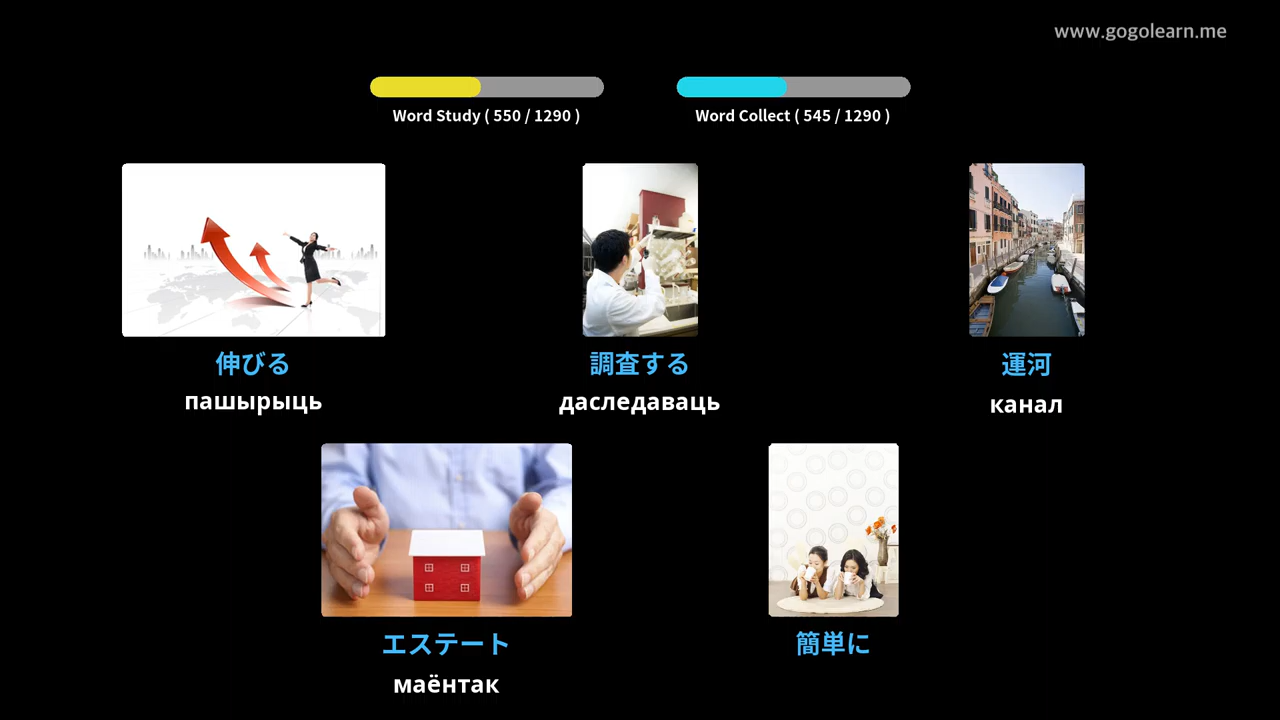 www.gogolearn.me
Word Study ( 550 / 1290 )
Word Collect ( 545 / 1290 )
伸びる
пашырыць
調査する
даследаваць
運河
канал
エステート
маёнтак
簡単に